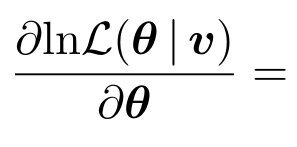 ∂ln𝓛(𝜽 | 𝒗)
∂𝜽 =